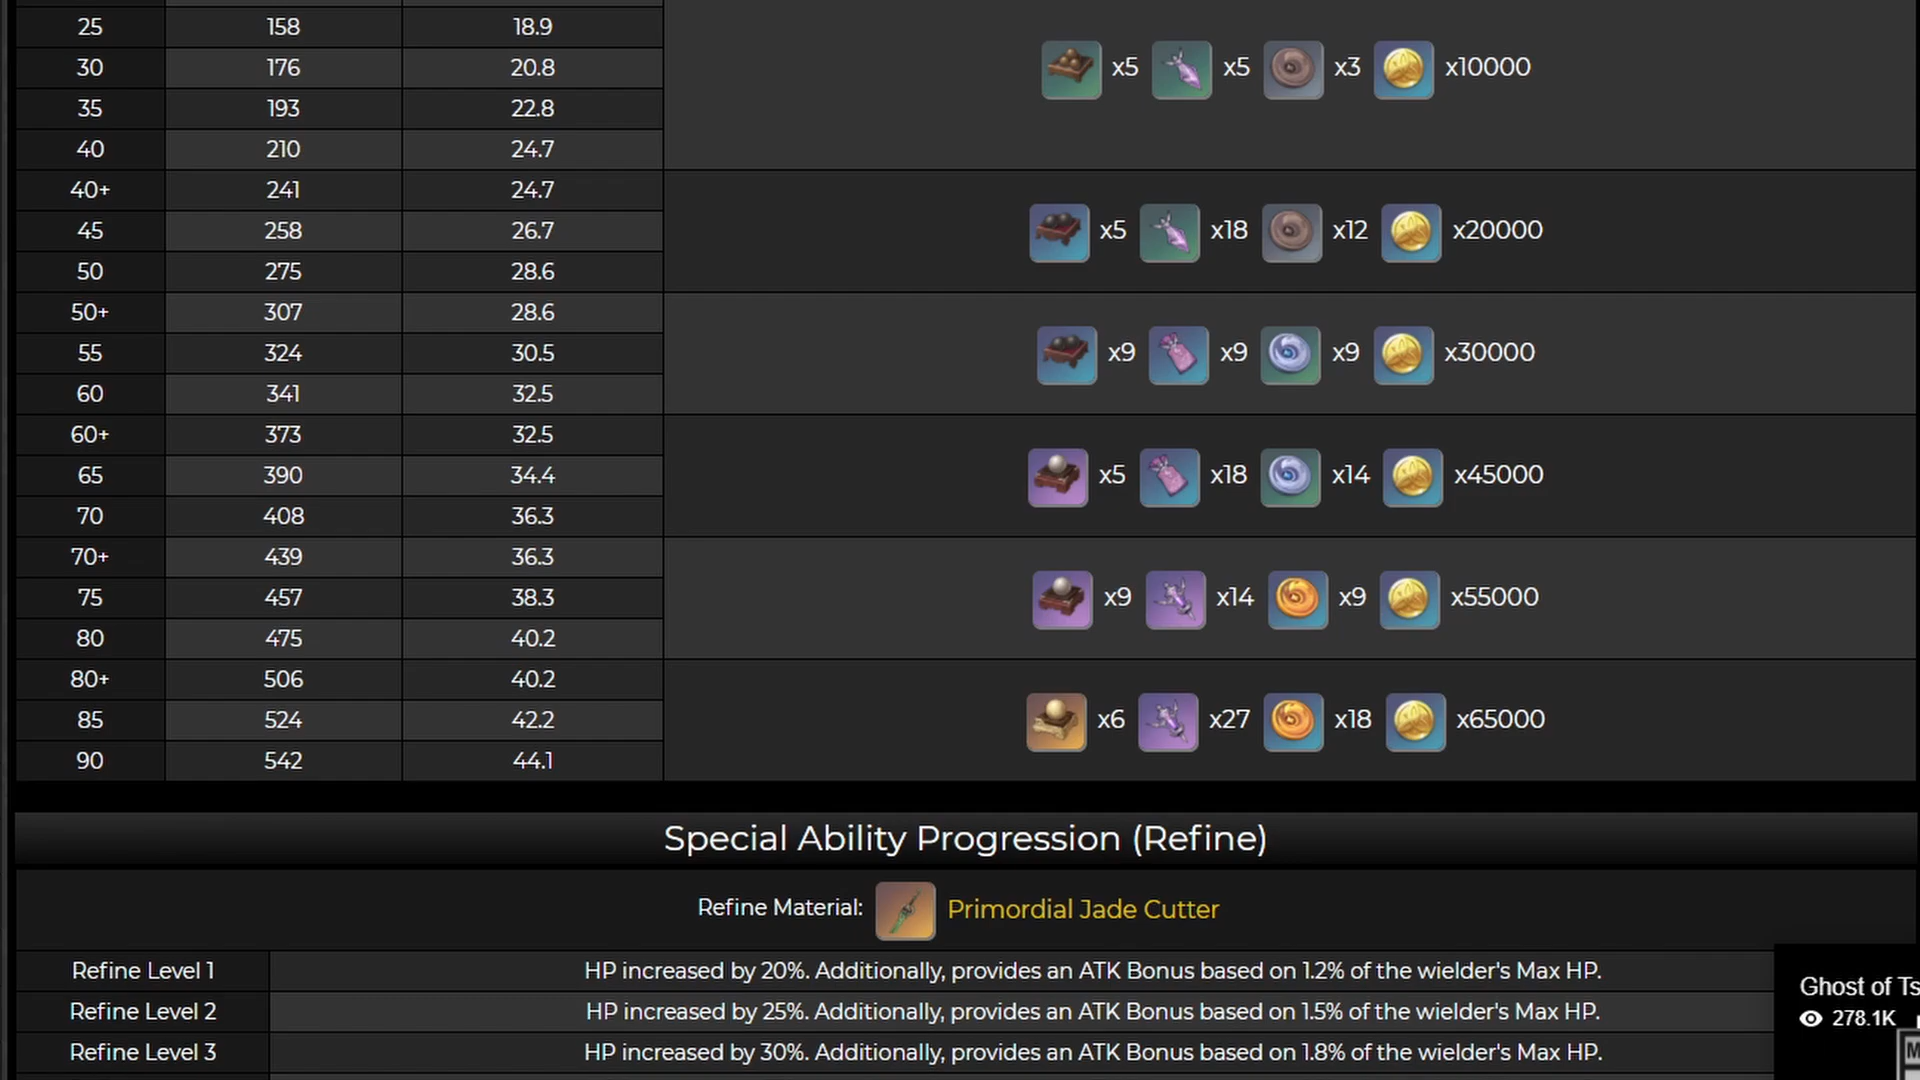 25 158 18.9
30 176 20.8 x5 x5 x3 x10000
35 193 22.8
40 210 24.7
40+ 241 24.7
45 258 26.7 x5 x18 x12 x20000
50 275 28.6
50+ 307 28.6
55 324 30.5 x9 x9 x9 x30000
60 341 32.5
60+ 373 32.5
65 390 34.4 x5 x18 x14 x45000
70 408 36.3
70+ 439 36.3
75 457 38.3 x9 x14 x9 x55000
80 475 40.2
80+ 506 40.2
85 524 42.2 x6 x27 x18 x65000
90 542 44.1
Special Ability Progression (Refine)
Refine Material: Primordial Jade Cutter
Refine Level 1 HP increased by 20%. Additionally, provides an ATK Bonus based on 1.2% of the wielder's Max HP.
Refine Level 2 HP increased by 25%. Additionally, provides an ATK Bonus based on 1.5% of the wielder's Max HP.
Refine Level 3 HP increased by 30%. Additionally, provides an ATK Bonus based on 1.8% of the wielder's Max HP.
Ghost of Ts
278.1K